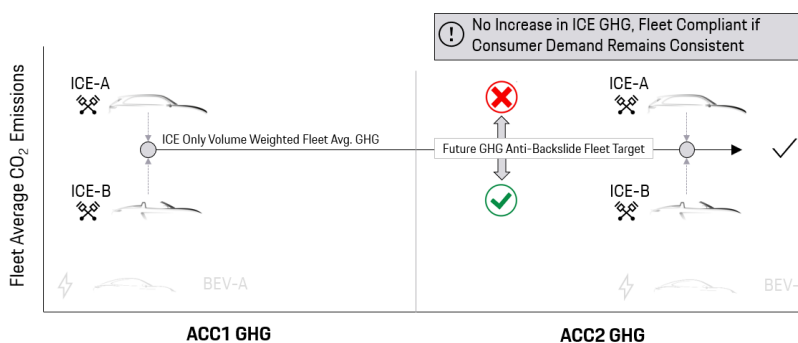 No Increase in ICE GHG, Fleet Compliant if
Consumer Demand Remains Consistent
Fleet Average CO₂ Emissions
ICE-A
ICE Only Volume Weighted Fleet Avg. GHG
ICE-B
BEV-A
ICE-A
Future GHG Anti-Backslide Fleet Target
ICE-B
BEV-
ACC1 GHG
ACC2 GHG